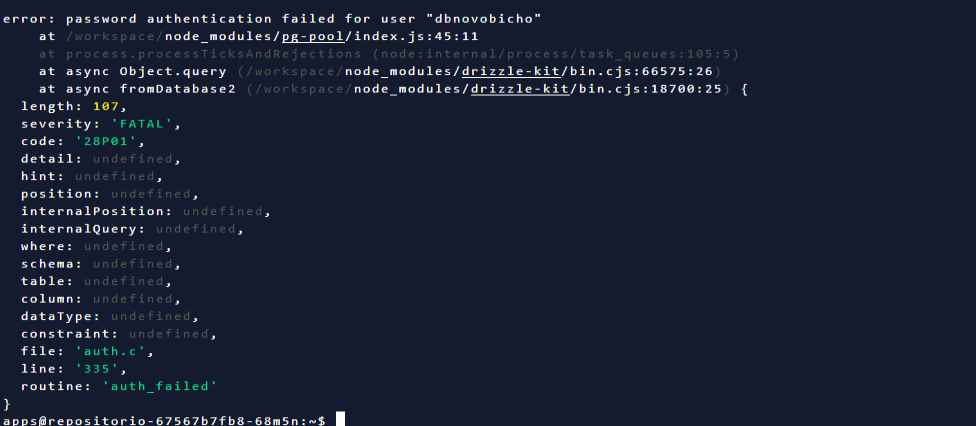 error: password authentication failed for user "dbnovobicho"
    at /workspace/node_modules/pg-pool/index.js:45:11
    at process.processTicksAndRejections (node:internal/process/task_queues:105:5)
    at async Object.query (/workspace/node_modules/drizzle-kit/bin.cjs:66575:26)
    at async fromDatabase2 (/workspace/node_modules/drizzle-kit/bin.cjs:18700:25) {
  length: 107,
  severity: 'FATAL',
  code: '28P01',
  detail: undefined,
  hint: undefined,
  position: undefined,
  internalPosition: undefined,
  internalQuery: undefined,
  where: undefined,
  schema: undefined,
  table: undefined,
  column: undefined,
  dataType: undefined,
  constraint: undefined,
  file: 'auth.c',
  line: '335',
  routine: 'auth_failed'
}
apps@repositorio-67567b7fb8-68m5n:~$